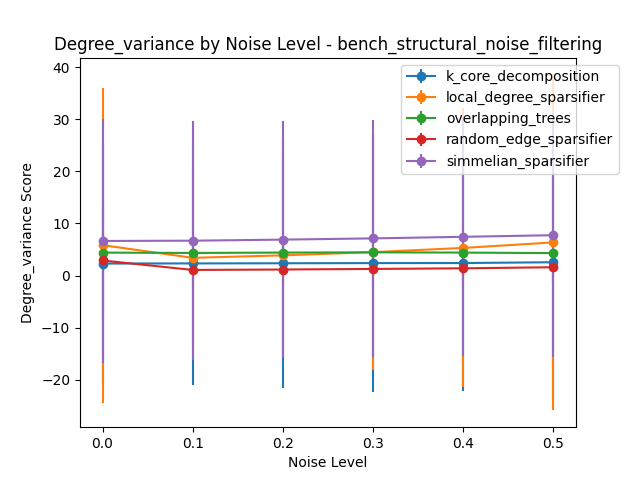 Degree_variance by Noise Level - bench_structural_noise_filtering
k_core_decomposition
local_degree_sparsifier
overlapping_trees
random_edge_sparsifier
simmelian_sparsifier
Degree_variance Score
40
30
20
10
0
−10
−20
0.0 0.1 0.2 0.3 0.4 0.5
Noise Level